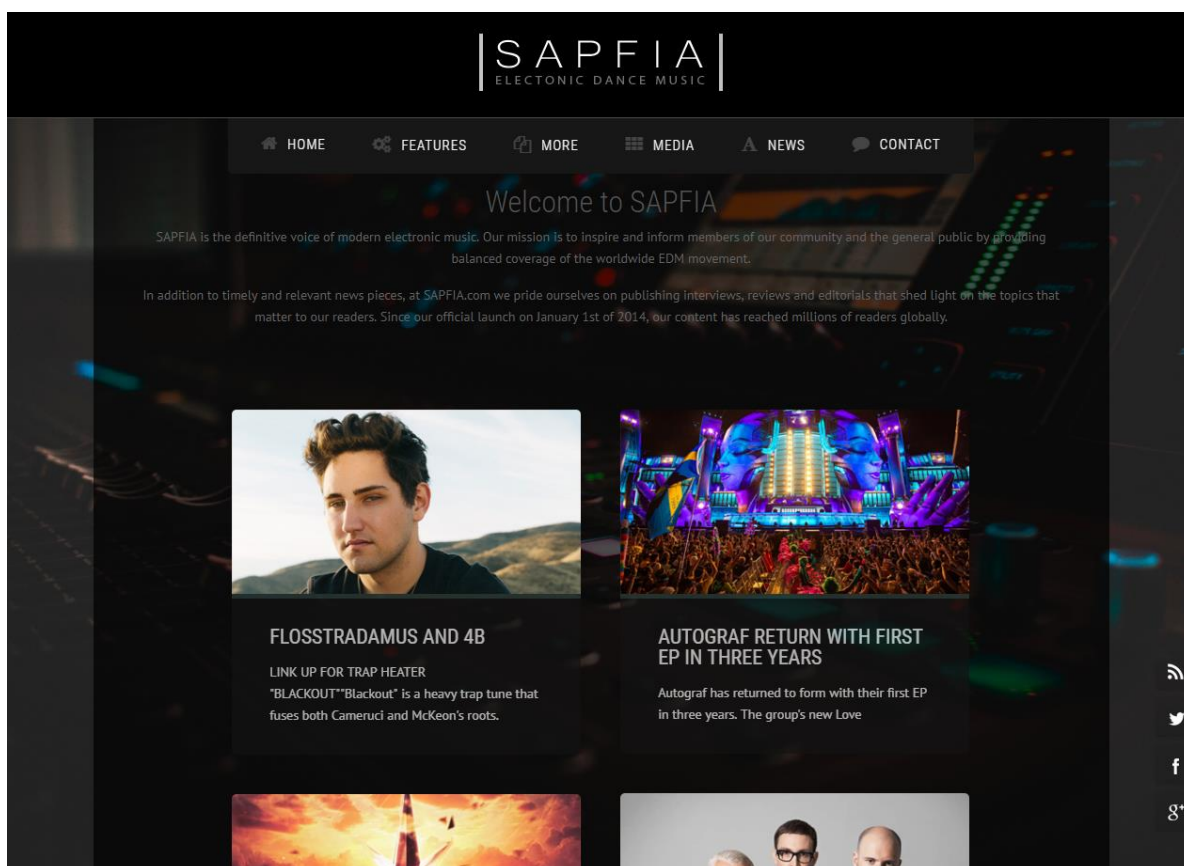 SAPFIA
ELECTONIC DANCE MUSIC
HOME FEATURES MORE MEDIA NEWS CONTACT
Welcome to SAPFIA
SAPFIA is the definitive voice of modern electronic music. Our mission is to inspire and inform members of our community and the general public by providing
balanced coverage of the worldwide EDM movement.
In addition to timely and relevant news pieces, at SAPFIA.com we pride ourselves on publishing interviews, reviews and editorials that shed light on the topics that
matter to our readers. Since our official launch on January 1st of 2014, our content has reached millions of readers globally.
FLOSSTRADAMUS AND 4B
LINK UP FOR TRAP HEATER
"BLACKOUT""Blackout" is a heavy trap tune that
fuses both Cameruci and McKeon's roots.
AUTOGRAF RETURN WITH FIRST
EP IN THREE YEARS
Autograf has returned to form with their first EP
in three years. The group's new Love